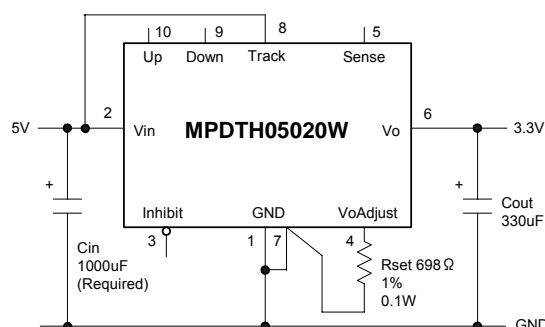 10 9 8 5
Up Down Track Sense
2 6
5V Vin MPDTH05020W Vo 3.3V
+ +
Inhibit GND VoAdjust
Cout
330uF
3 1 7 4
Cin
1000uF
(Required)
Rset 698Ω
1%
0.1W
GND